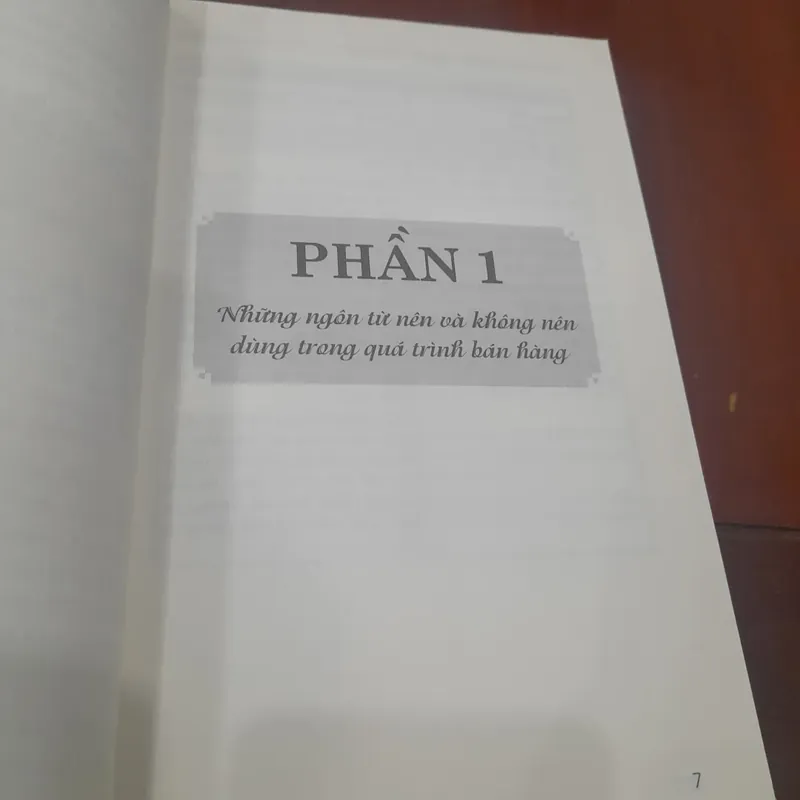 PHẦN 1
Những ngôn từ nên và không nên
dùng trong quá trình bán hàng
7